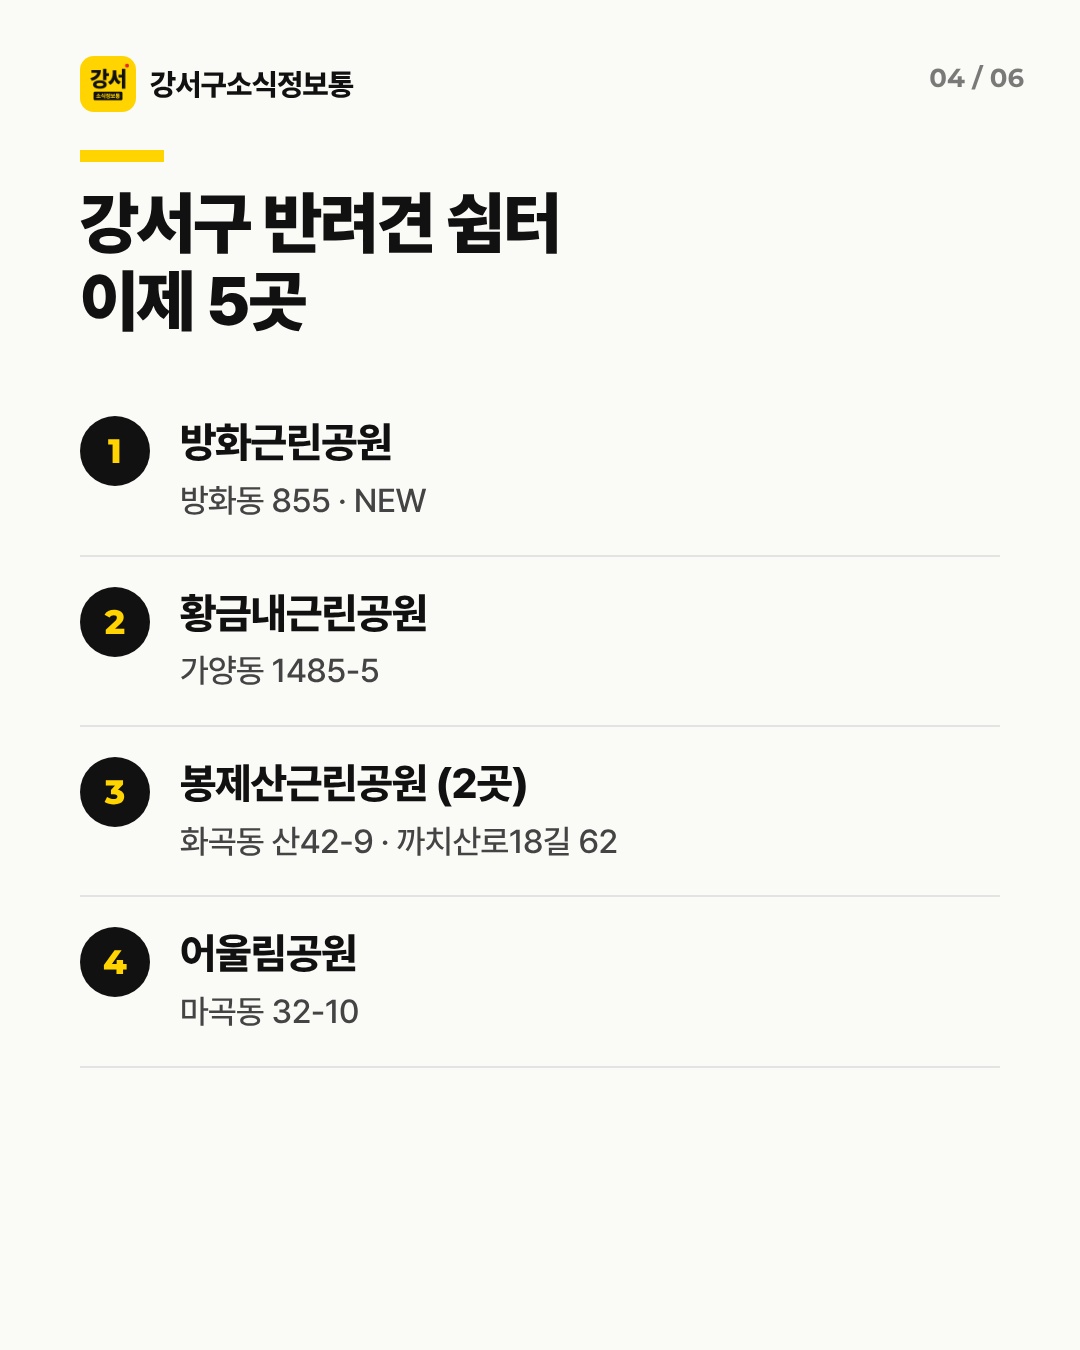 강서
소식정보통
강서구소식정보통
04 / 06
강서구 반려견 쉼터
이제 5곳
1
방화근린공원
방화동 855 · NEW
2
황금내근린공원
가양동 1485-5
3
봉제산근린공원 (2곳)
화곡동 산42-9 · 까치산로18길 62
4
어울림공원
마곡동 32-10